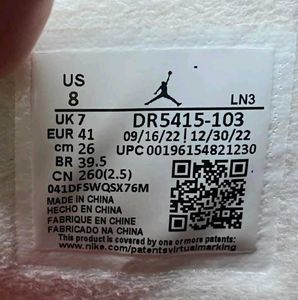 US
8
LN3
UK 7
DR5415-103
EUR 41
09/16/22 12/30/22
cm 26
UPC 00196154821230
BR 39.5
CN 260(2.5)
041DFSWQSX76M
MADE IN CHINA
HECHO EN CHINA
FABRIQUE EN CHINE
FABRICADO NA CHINA
This product is covered by one or more
www.nike.com/patentsvirtualmarking